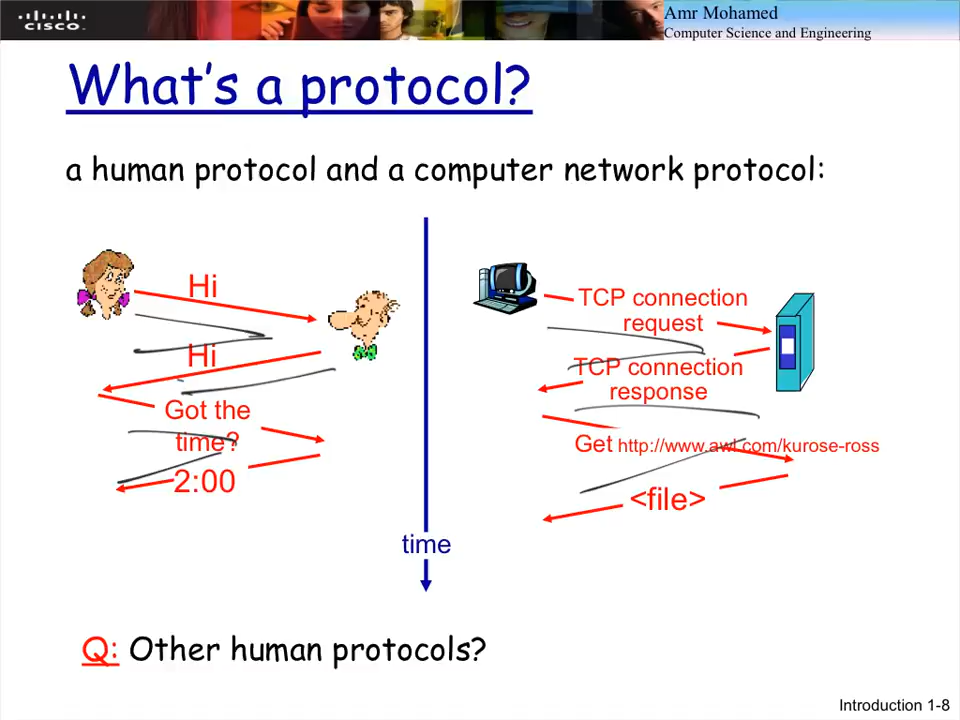 CISCO
Amr Mohamed
Computer Science and Engineering
What's a protocol?
a human protocol and a computer network protocol:
Hi
Hi
Got the
time?
2:00
TCP connection
request
TCP connection
response
Get http://www.awl.com/kurose-ross
<file>
time
Q: Other human protocols?
Introduction 1-8